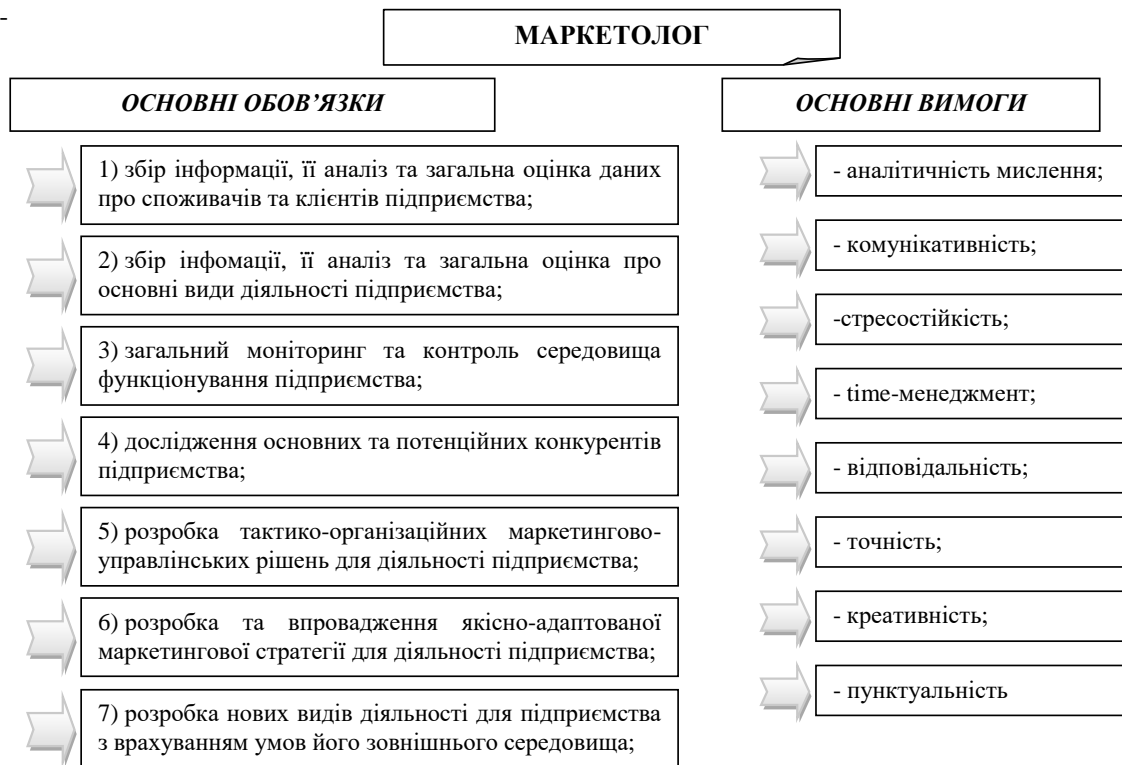 -
МАРКЕТОЛОГ
ОСНОВНІ ОБОВ’ЯЗКИ
1) збір інформації, її аналіз та загальна оцінка даних
про споживачів та клієнтів підприємства;
2) збір інфомації, її аналіз та загальна оцінка про
основні види діяльності підприємства;
3) загальний моніторинг та контроль середовища
функціонування підприємства;
4) дослідження основних та потенційних конкурентів
підприємства;
5) розробка тактико-організаційних маркетингово-
управлінських рішень для діяльності підприємства;
6) розробка та впровадження якісно-адаптованої
маркетингової стратегії для діяльності підприємства;
7) розробка нових видів діяльності для підприємства
з врахуванням умов його зовнішнього середовища;
ОСНОВНІ ВИМОГИ
- аналітичність мислення;
- комунікативність;
-стресостійкість;
- time-менеджмент;
- відповідальність;
- точність;
- креативність;
- пунктуальність